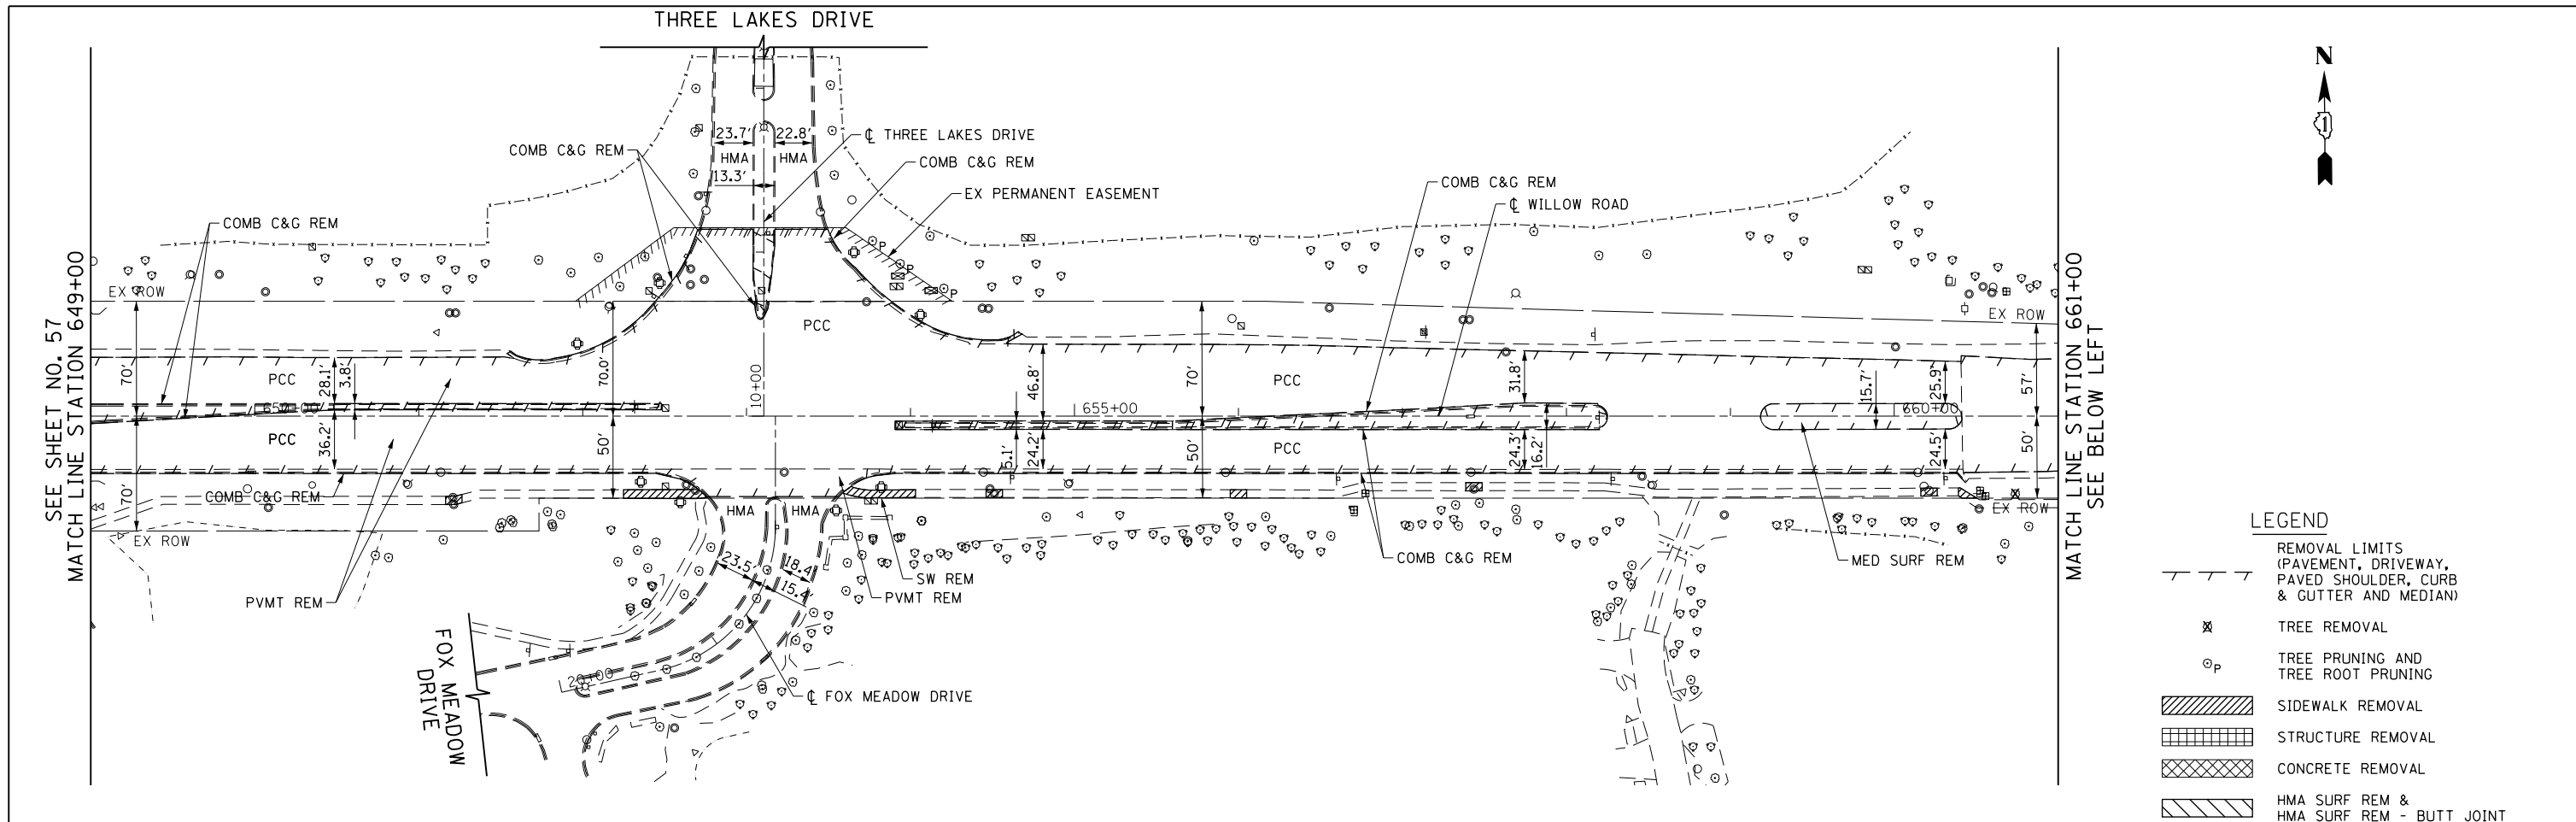 THREE LAKES DRIVE
N
1
23.7'
22.8'
HMA
HMA
13.3'
COMB C&G REM
℄ THREE LAKES DRIVE
COMB C&G REM
EX PERMANENT EASEMENT
COMB C&G REM
℄ WILLOW ROAD
COMB C&G REM
SEE SHEET NO. 57
MATCH LINE STATION 649+00
MATCH LINE STATION 661+00
SEE BELOW LEFT
EX ROW
EX ROW
P
P
P
PCC
70'
PCC
28.1'
3.8'
70.0'
10+00
46.8'
70'
PCC
31.8'
15.7'
25.9'
57'
655+00
660+00
PCC
36.2'
50'
5.1'
24.2'
50'
PCC
24.3'
16.2'
24.5'
50'
70'
COMB C&G REM
HMA
HMA
EX ROW
EX ROW
23.5'
18.4'
15.4'
SW REM
PVMT REM
PVMT REM
COMB C&G REM
MED SURF REM
20+00
FOX MEADOW
DRIVE
℄ FOX MEADOW DRIVE
LEGEND
REMOVAL LIMITS
(PAVEMENT, DRIVEWAY,
PAVED SHOULDER, CURB
& GUTTER AND MEDIAN)
TREE REMOVAL
P
TREE PRUNING AND
TREE ROOT PRUNING
SIDEWALK REMOVAL
STRUCTURE REMOVAL
CONCRETE REMOVAL
HMA SURF REM &
HMA SURF REM - BUTT JOINT